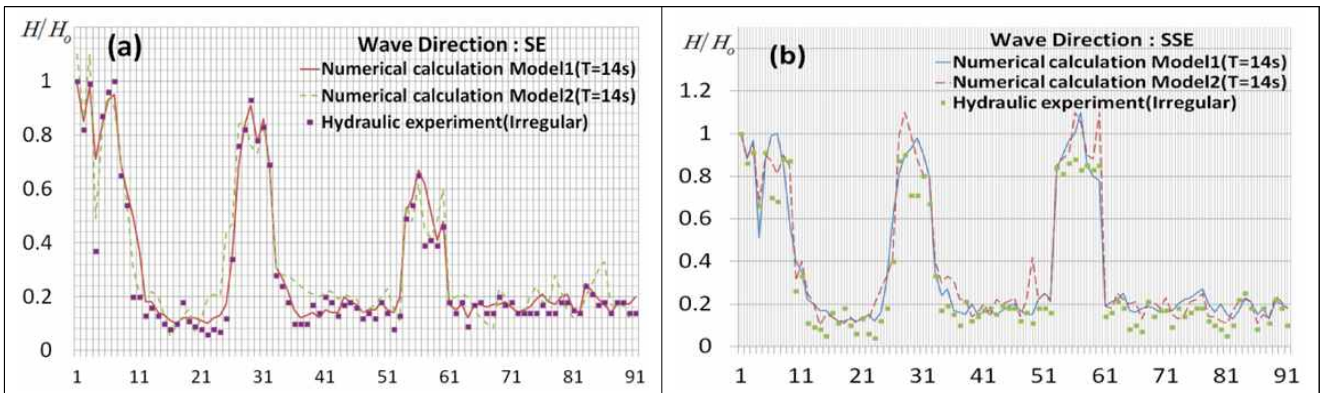 H/Ho
(a)
Wave Direction : SE
Numerical calculation Model1(T=14s)
Numerical calculation Model2(T=14s)
Hydraulic experiment(Irregular)
1
0.8
0.6
0.4
0.2
0
1 11 21 31 41 51 61 71 81 91
H/Ho
(b)
Wave Direction : SSE
Numerical calculation Model1(T=14s)
Numerical calculation Model2(T=14s)
Hydraulic experiment(Irregular)
1.2
1
0.8
0.6
0.4
0.2
0
1 11 21 31 41 51 61 71 81 91